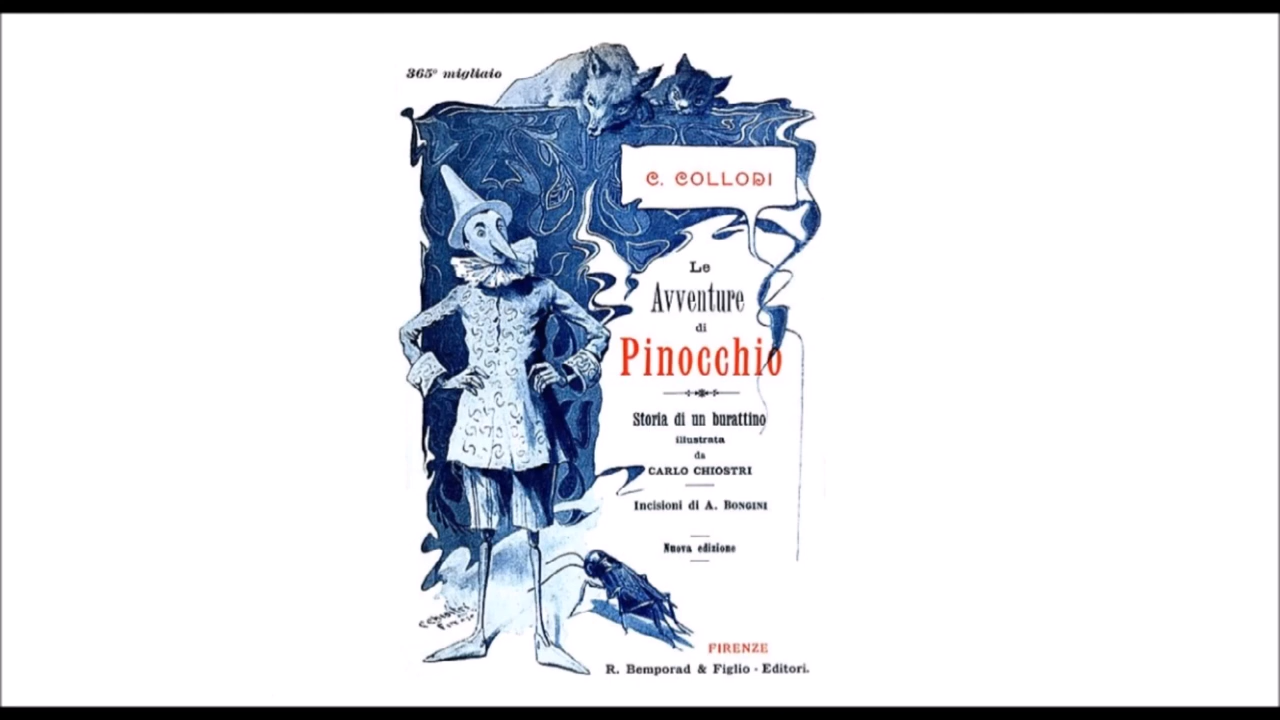 365º migliaio
C. COLLODI
Le
Avventure
di
Pinocchio
Storia di un burattino
illustrata
da
CARLO CHIOSTRI
Incisioni di A. BONGINI
Nuova edizione
FIRENZE
R. Bemporad & Figlio - Editori.